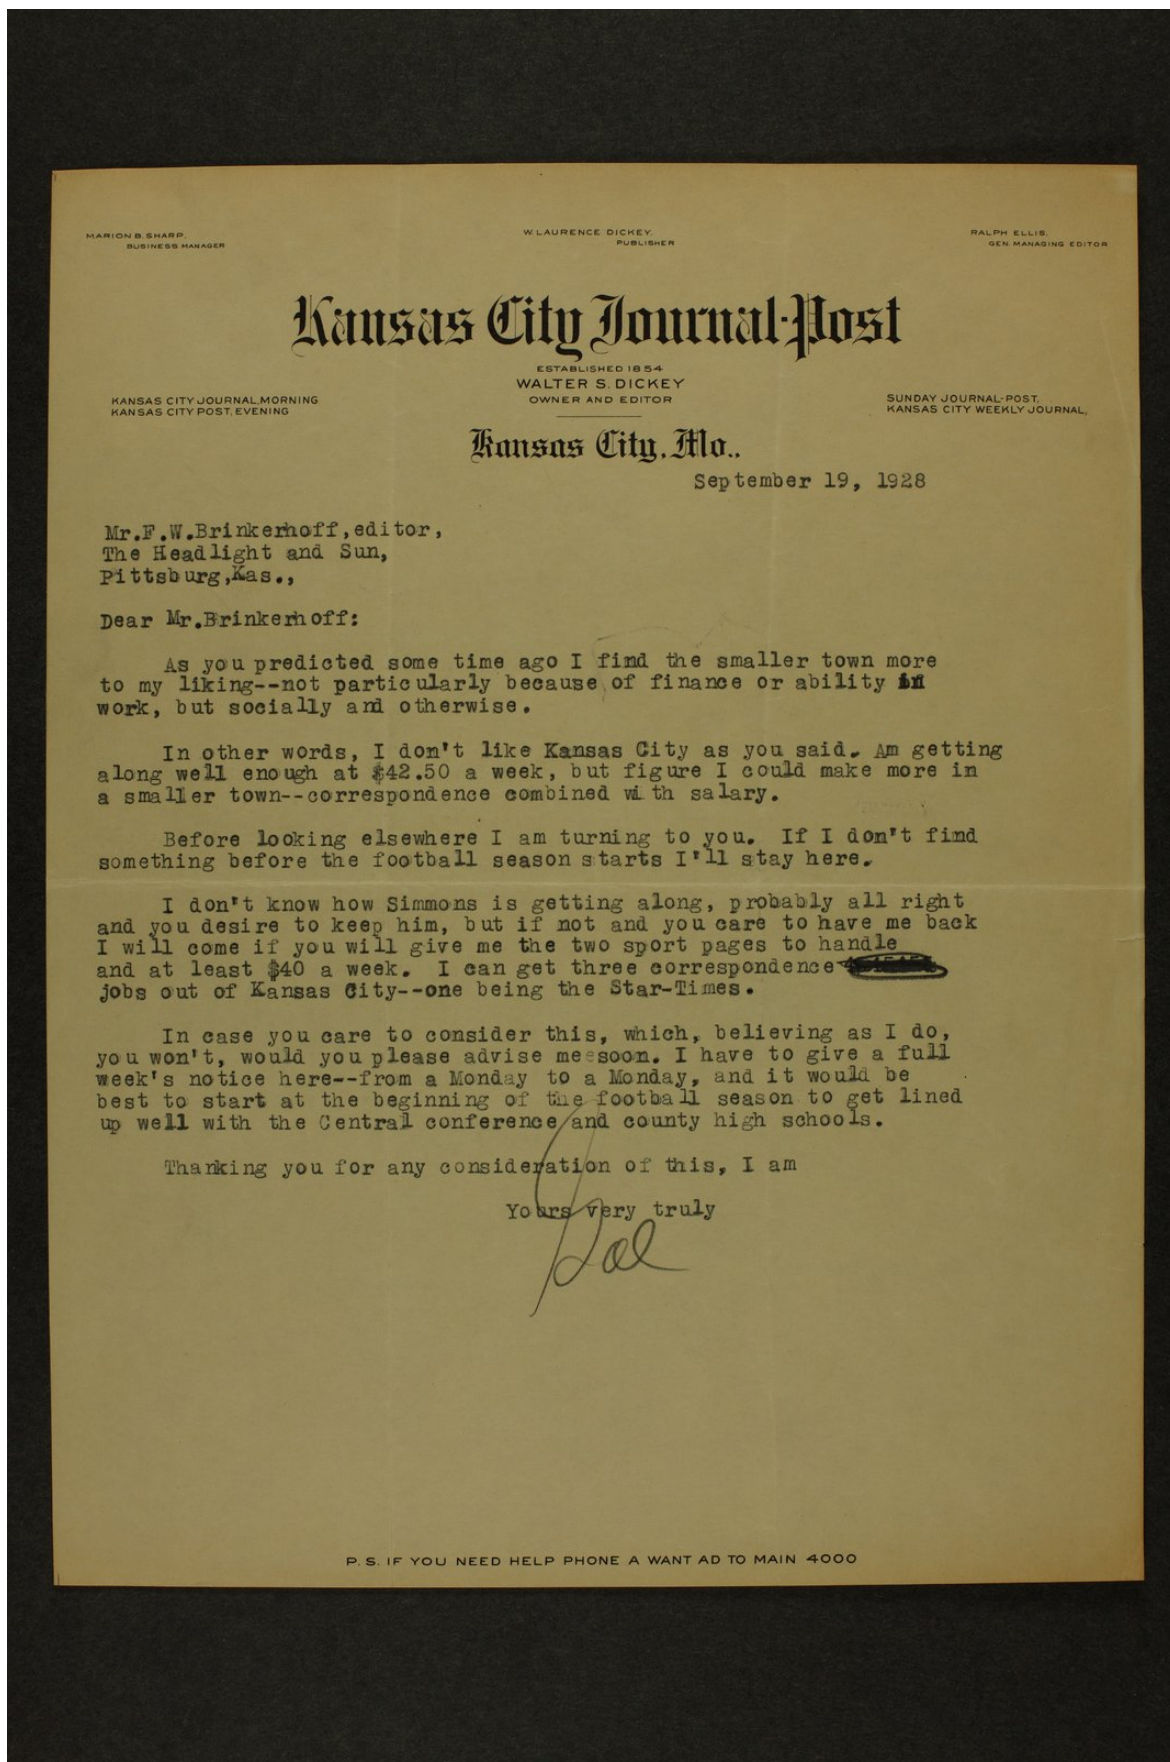 MARION B. SHARP,
BUSINESS MANAGER
W. LAURENCE DICKEY,
PUBLISHER
RALPH ELLIS,
GEN. MANAGING EDITOR
Kansas City Journal-Post
ESTABLISHED 1854
WALTER S. DICKEY
OWNER AND EDITOR
KANSAS CITY JOURNAL, MORNING
KANSAS CITY POST, EVENING
SUNDAY JOURNAL-POST,
KANSAS CITY WEEKLY JOURNAL,
Kansas City, Mo.,
September 19, 1928
Mr.F.W.Brinkerhoff,editor,
The Headlight and Sun,
Pittsburg,Kas.,
Dear Mr.Brinkerhoff:
As you predicted some time ago I find the smaller town more
to my liking--not particularly because of finance or ability in
work, but socially and otherwise.
In other words, I don't like Kansas City as you said. Am getting
along well enough at $42.50 a week, but figure I could make more in
a smaller town--correspondence combined with salary.
Before looking elsewhere I am turning to you. If I don't find
something before the football season starts I'll stay here.
I don't know how Simmons is getting along, probably all right
and you desire to keep him, but if not and you care to have me back
I will come if you will give me the two sport pages to handle
and at least $40 a week. I can get three correspondence
jobs out of Kansas City--one being the Star-Times.
In case you care to consider this, which, believing as I do,
you won't, would you please advise me soon. I have to give a full
week's notice here--from a Monday to a Monday, and it would be
best to start at the beginning of the football season to get lined
up well with the Central conference and county high schools.
Thanking you for any consideration of this, I am
Yours very truly
P. S. IF YOU NEED HELP PHONE A WANT AD TO MAIN 4000